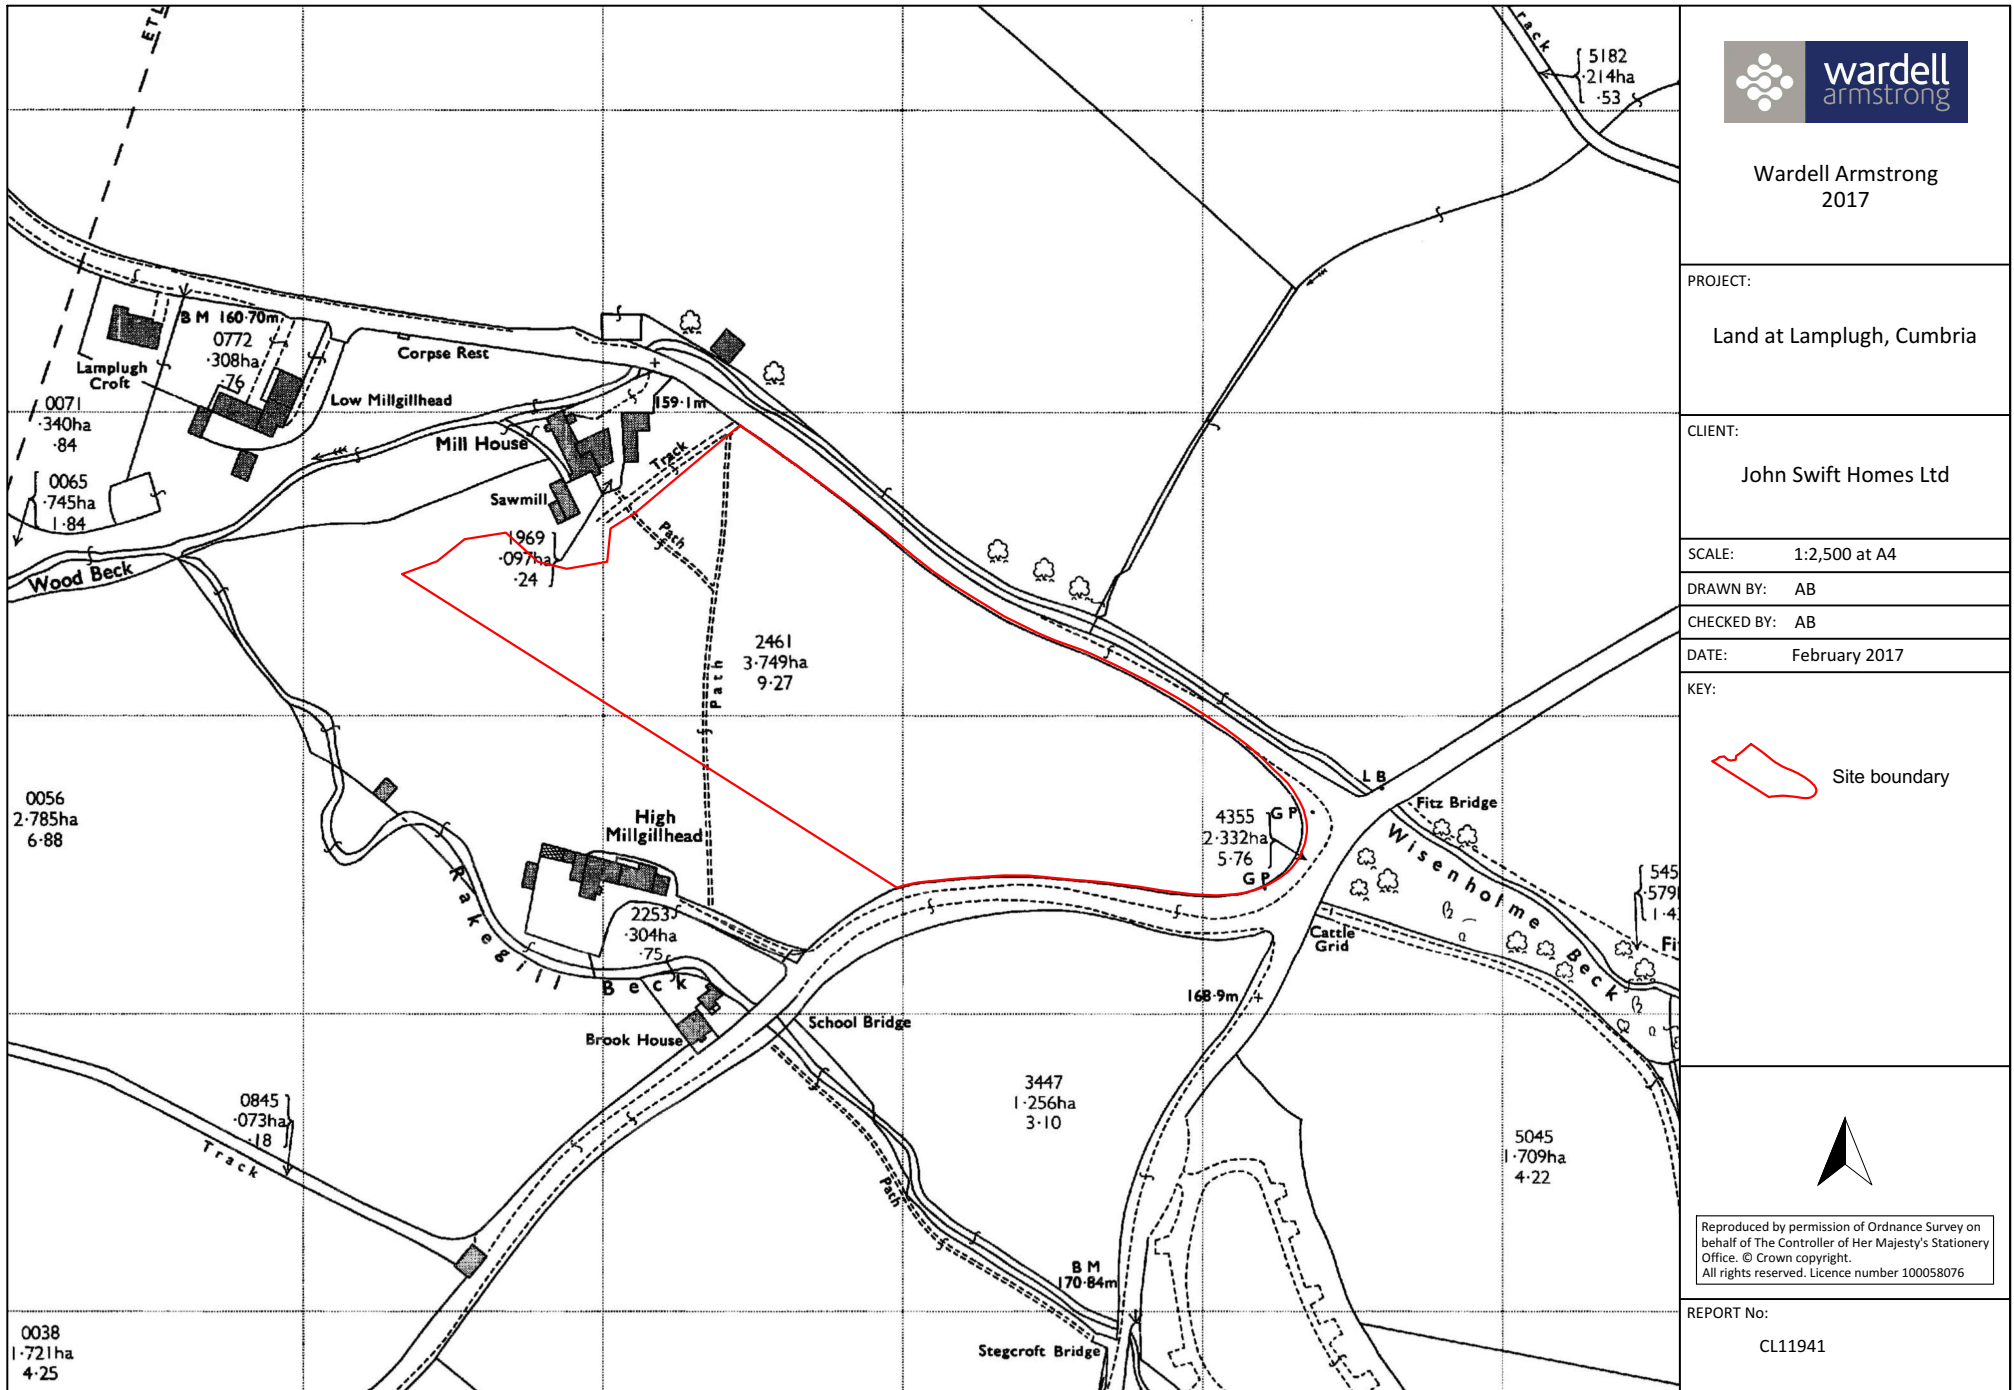 ETL
rack
5182
·214ha
·53
B M 160·70m
0772
·308ha
·76
Lamplugh
Croft
Corpse Rest
Low Millgillhead
0071
·340ha
·84
Mill House
159·1m
Track
0065
·745ha
1·84
Sawmill
Path
1969
·097ha
·24
Wood Beck
2461
3·749ha
9·27
Path
0056
2·785ha
6·88
High
Millgillhead
L B
Fitz Bridge
4355
2·332ha
5·76
G P
G P
Wisenholme Beck
545
·579h
1·43
Fi
Rakegill Beck
2253
·304ha
·75
Cattle
Grid
168·9m
School Bridge
Brook House
0845
·073ha
·18
Track
3447
1·256ha
3·10
5045
1·709ha
4·22
Path
B M
170·84m
Stegcroft Bridge
0038
1·721ha
4·25
wardell
armstrong
Wardell Armstrong
2017
PROJECT:
Land at Lamplugh, Cumbria
CLIENT:
John Swift Homes Ltd
SCALE: 1:2,500 at A4
DRAWN BY: AB
CHECKED BY: AB
DATE: February 2017
KEY:
Site boundary
Reproduced by permission of Ordnance Survey on
behalf of The Controller of Her Majesty's Stationery
Office. © Crown copyright.
All rights reserved. Licence number 100058076
REPORT No:
CL11941